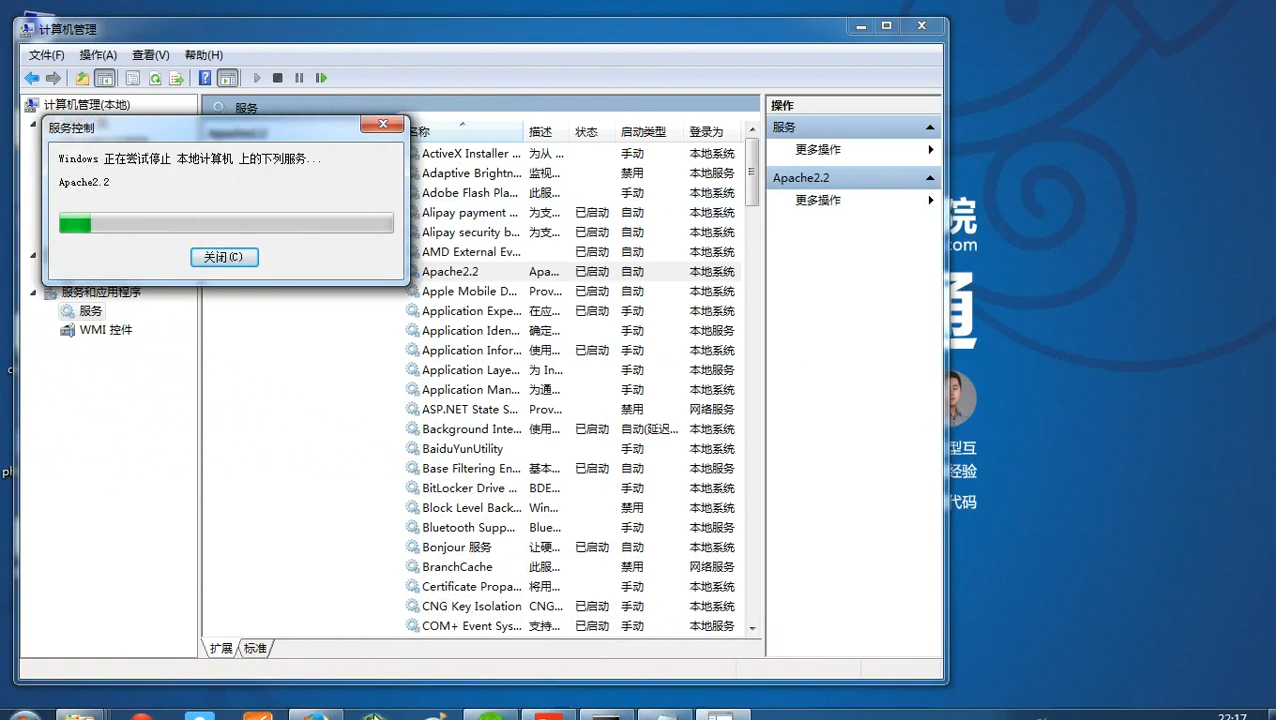 计算机管理
文件(F) 操作(A) 查看(V) 帮助(H)
计算机管理(本地)
服务
操作
服务控制
Windows 正在尝试停止 本地计算机 上的下列服务...
Apache2.2
关闭(C)
服务和应用程序
服务
WMI 控件
名称 描述 状态 启动类型 登录为
ActiveX Installer ... 为从 ... 手动 本地系统
Adaptive Brightn... 监视... 禁用 本地服务
Adobe Flash Pla... 此服... 手动 本地系统
Alipay payment ... 为支... 已启动 自动 本地系统
Alipay security b... 为支... 已启动 自动 本地系统
AMD External Ev... 已启动 自动 本地系统
Apache2.2 Apa... 已启动 自动 本地系统
Apple Mobile D... Prov... 已启动 自动 本地系统
Application Expe... 在应... 已启动 手动 本地系统
Application Iden... 确定... 手动 本地服务
Application Infor... 使用... 已启动 手动 本地系统
Application Laye... 为 In... 手动 本地服务
Application Man... 为通... 手动 本地系统
ASP.NET State S... Prov... 禁用 网络服务
Background Inte... 使用... 已启动 自动(延迟... 本地系统
BaiduYunUtility 手动 本地系统
Base Filtering En... 基本... 已启动 自动 本地服务
BitLocker Drive ... BDE... 手动 本地系统
Block Level Back... Win... 禁用 本地系统
Bluetooth Supp... Blue... 手动 本地服务
Bonjour 服务 让硬... 已启动 自动 本地系统
BranchCache 此服... 禁用 网络服务
Certificate Propa... 将用... 手动 本地系统
CNG Key Isolation CNG... 已启动 手动 本地系统
COM+ Event Sys... 支持... 已启动 自动 本地服务
扩展 标准
服务
更多操作
Apache2.2
更多操作
院
com
通
型互
经验
代码
22:17